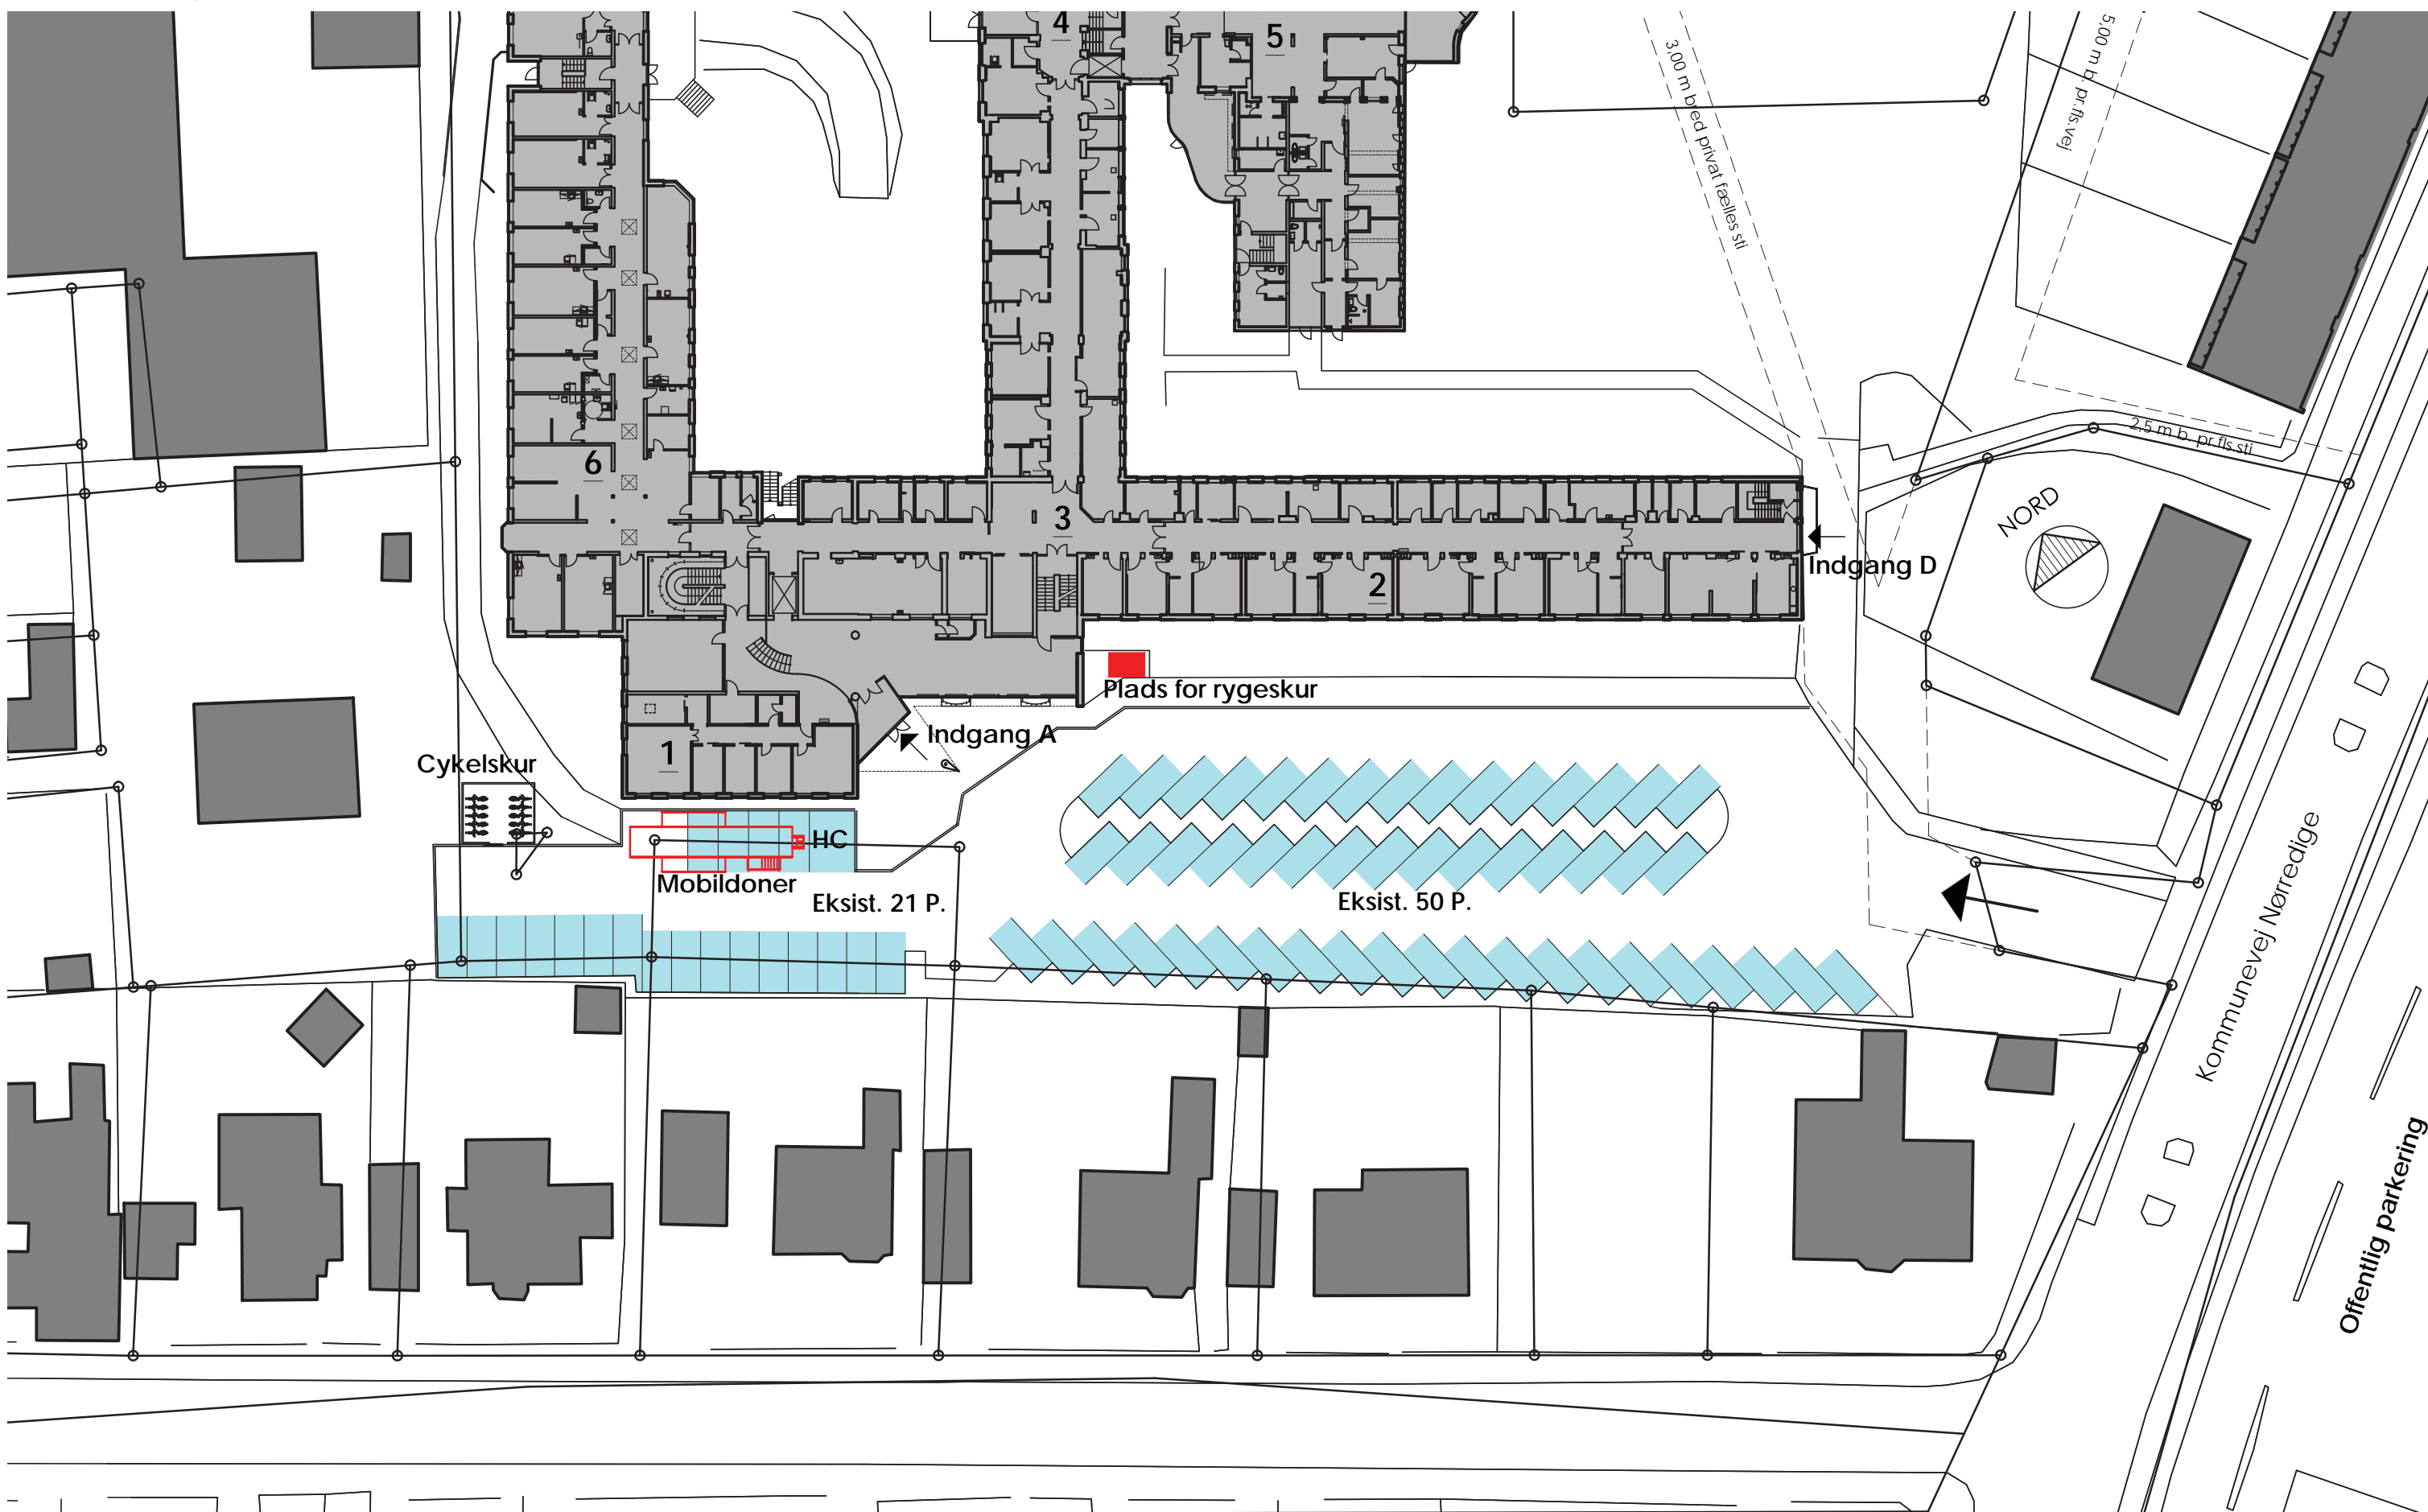 4
5
3,00 m bred privat fælles sti
5,00 m b. pr.fls.vej
2,5 m b. pr.fls.sti
6
3
NORD
Indgang D
2
Plads for rygeskur
Indgang A
1
Cykelskur
HC
Mobildoner
Eksist. 21 P.
Eksist. 50 P.
Kommunevej Nørredige
Offentlig parkering